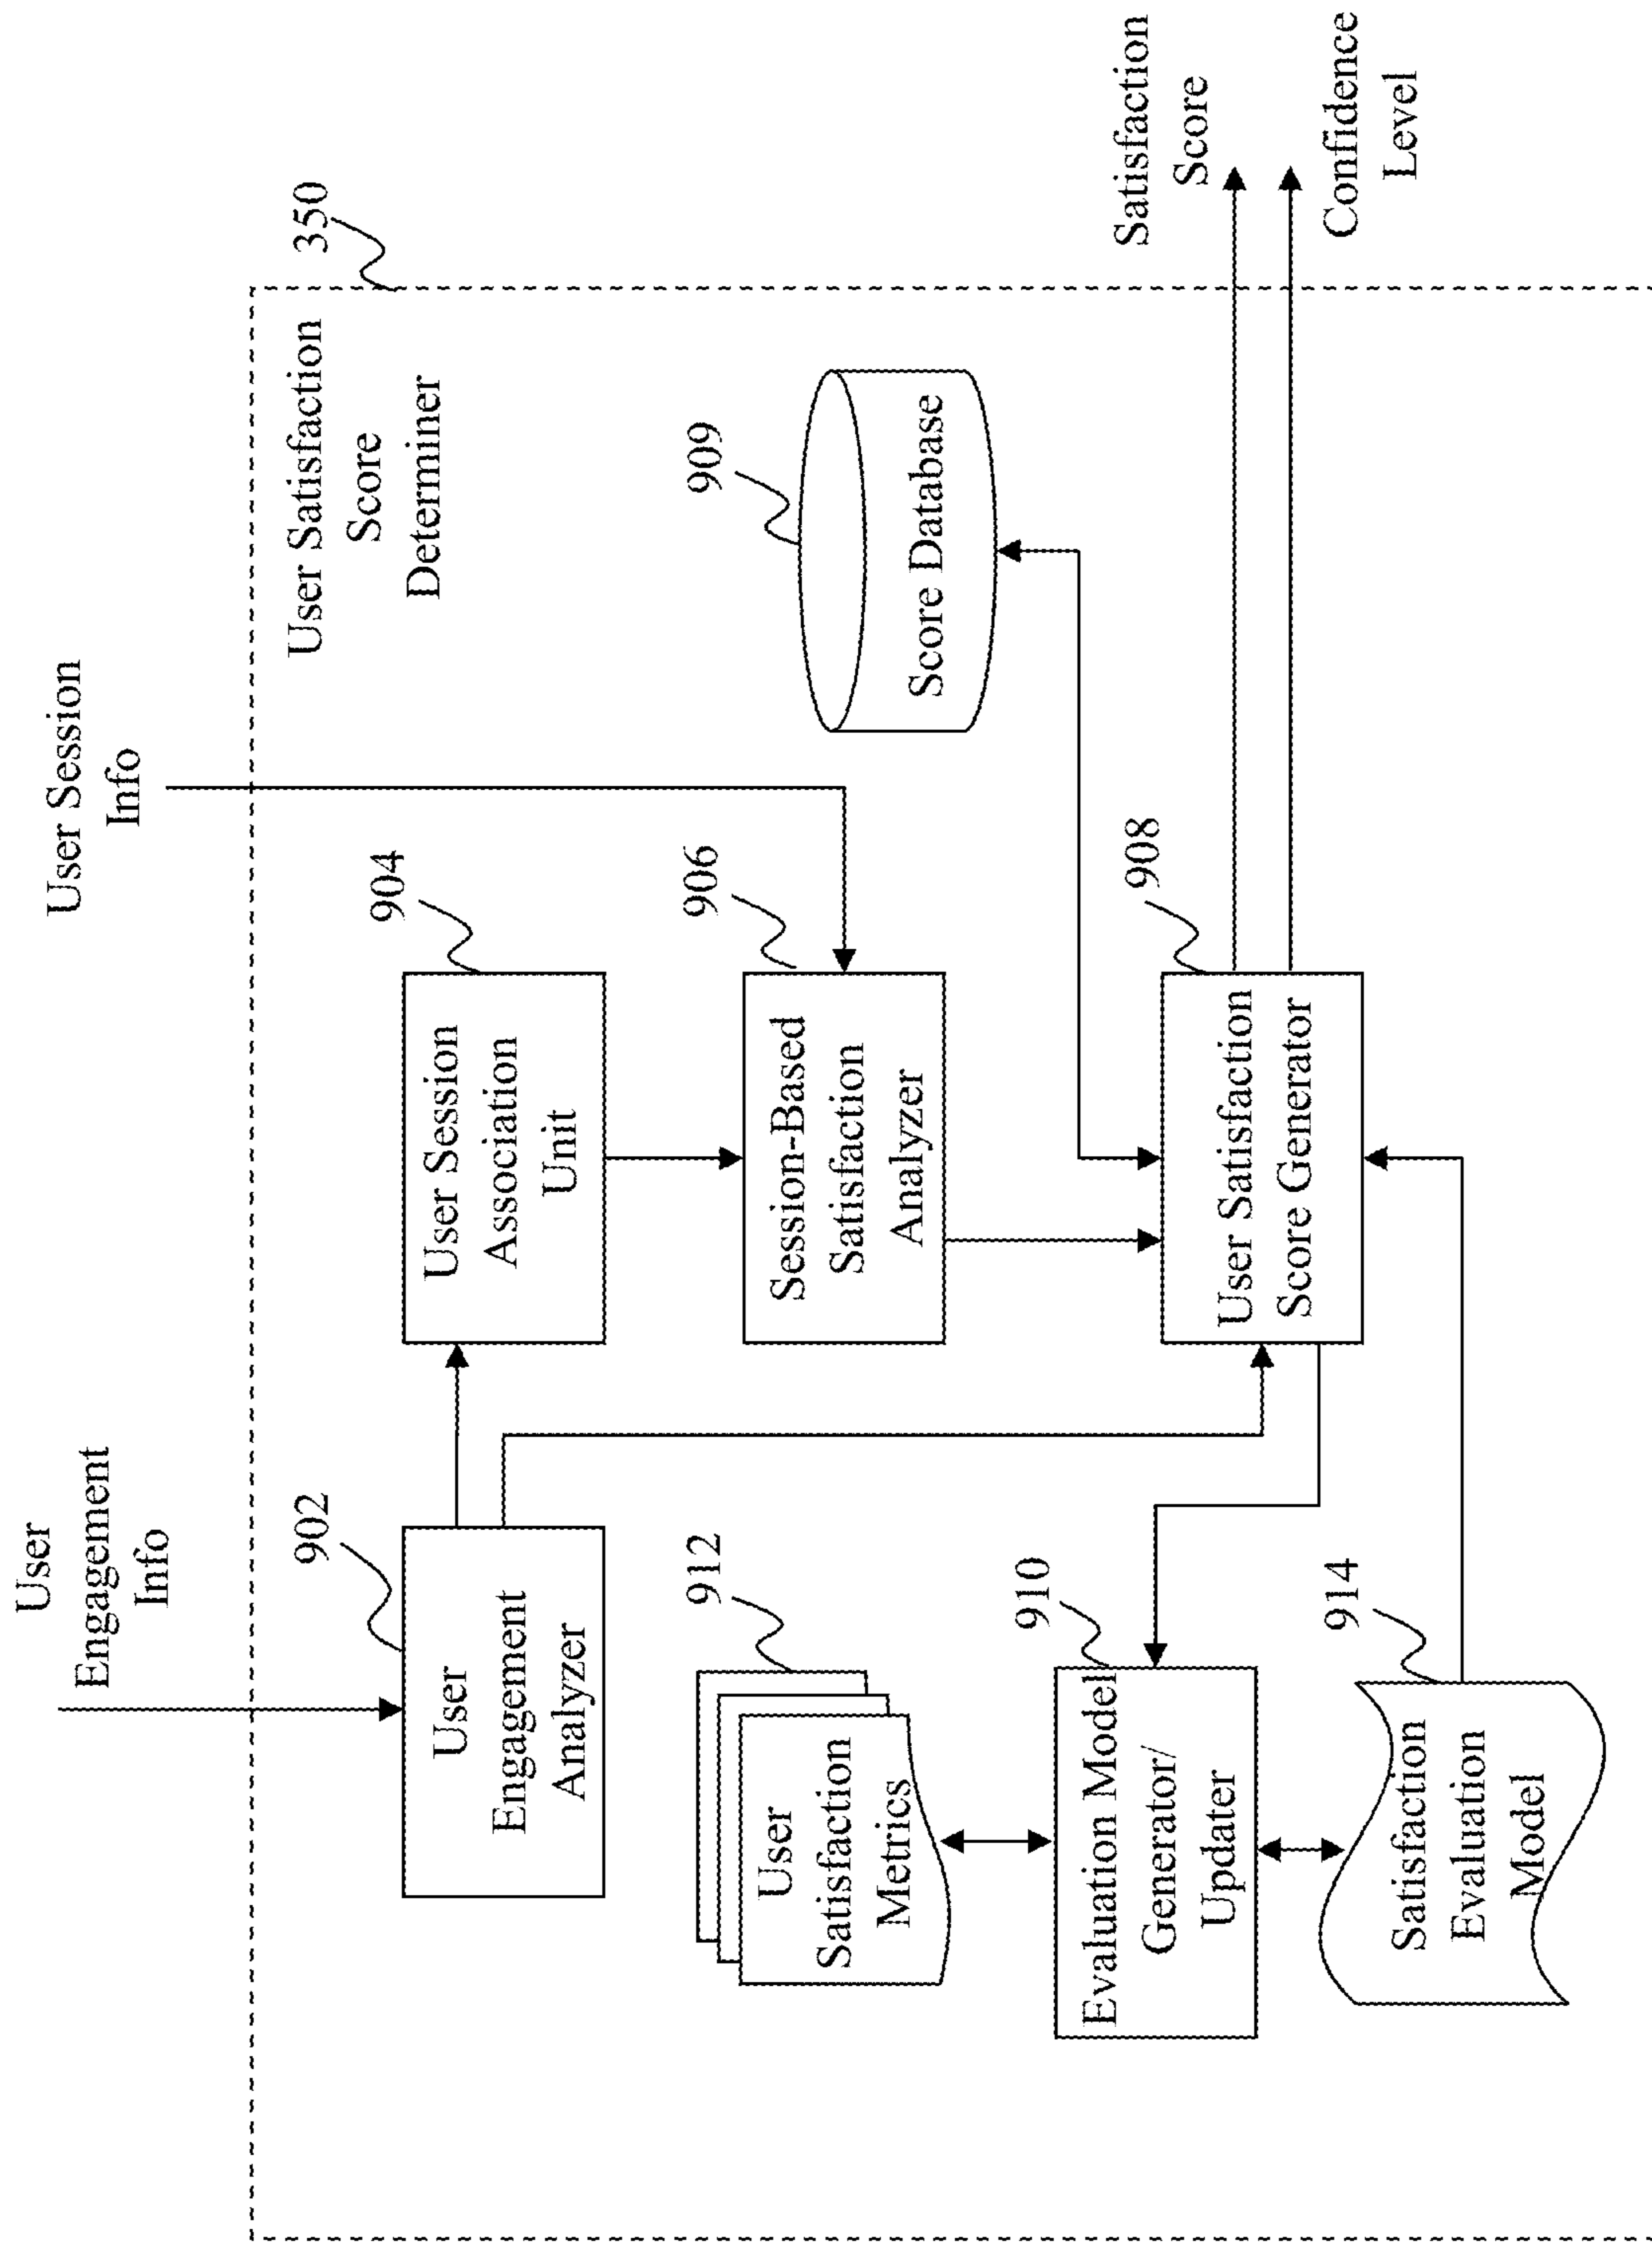 User
Engagement
Info
User Session
Info
350
User Satisfaction
Score
Determiner
902
User
Engagement
Analyzer
904
User Session
Association
Unit
906
Session-Based
Satisfaction
Analyzer
909
Score Database
912
User
Satisfaction
Metrics
910
Evaluation Model
Generator/
Updater
908
User Satisfaction
Score Generator
914
Satisfaction
Evaluation
Model
Satisfaction
Score
Confidence
Level